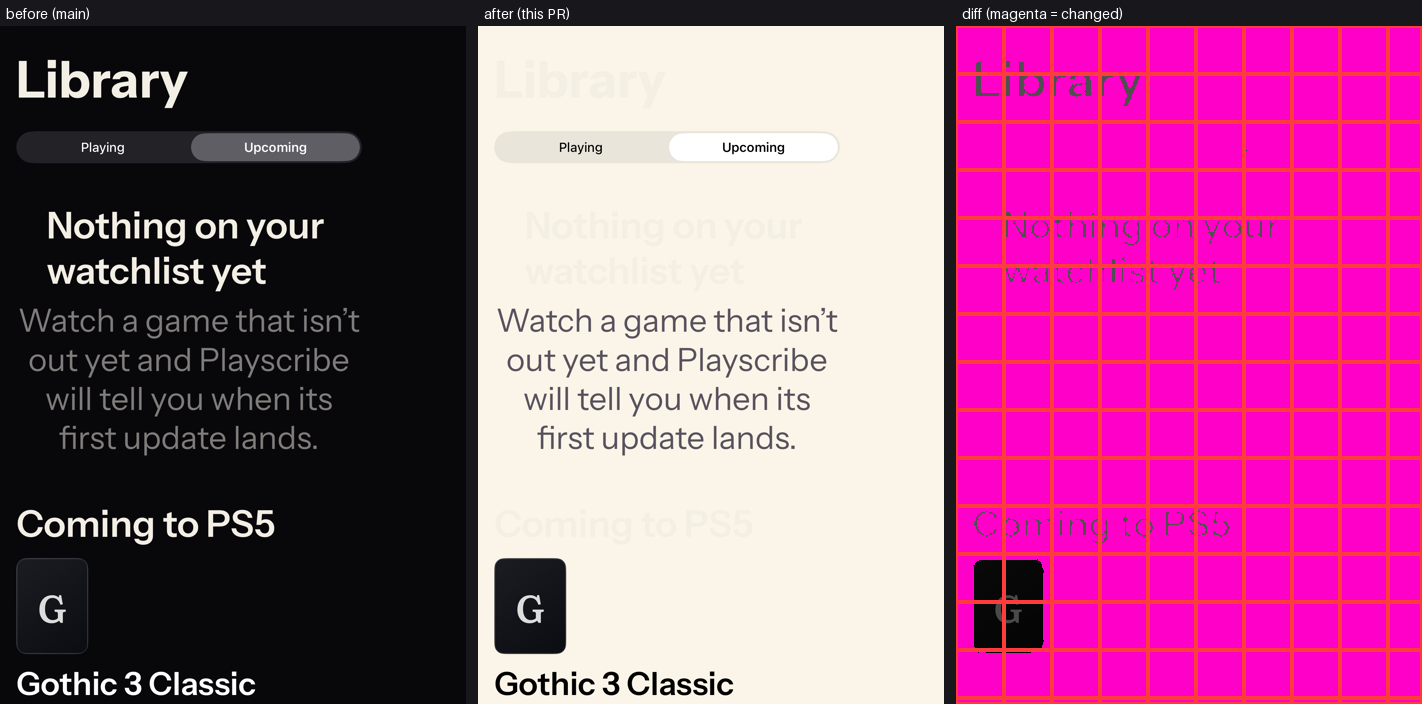 before (main)
Library
Playing Upcoming
Nothing on your
watchlist yet
Watch a game that isn’t
out yet and Playscribe
will tell you when its
first update lands.
Coming to PS5
G
Gothic 3 Classic
after (this PR)
Library
Playing Upcoming
Nothing on your
watchlist yet
Watch a game that isn’t
out yet and Playscribe
will tell you when its
first update lands.
Coming to PS5
G
Gothic 3 Classic
diff (magenta = changed)
Library
Nothing on your
watchlist yet
Coming to PS5
G